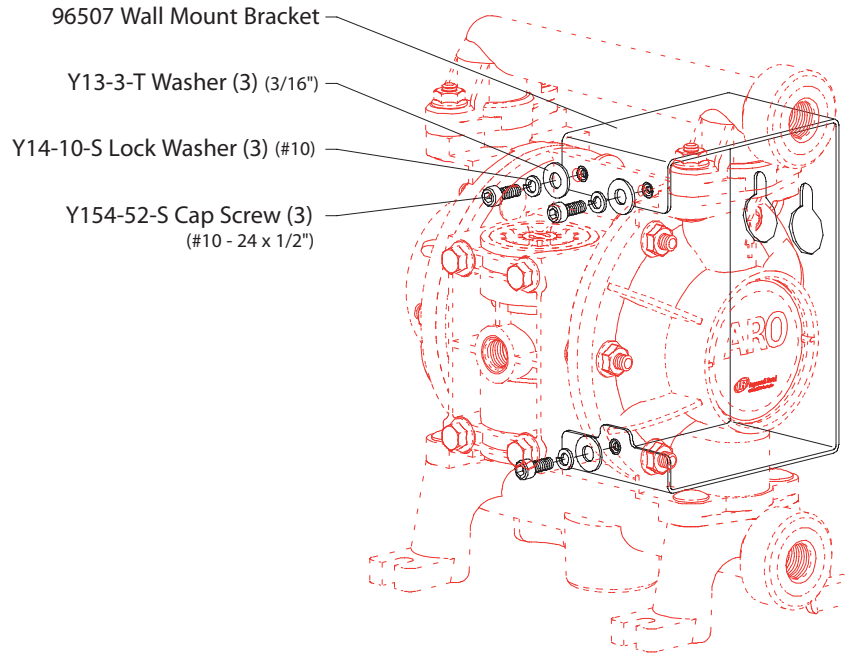 96507 Wall Mount Bracket
Y13-3-T Washer (3) (3/16")
Y14-10-S Lock Washer (3) (#10)
Y154-52-S Cap Screw (3)
(#10 - 24 x 1/2")
ARO